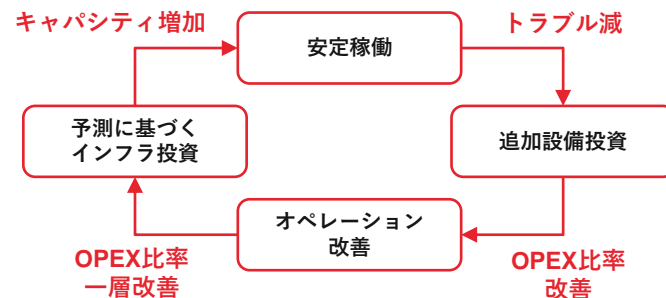 キャパシティ増加
安定稼働
トラブル減
予測に基づく
インフラ投資
追加設備投資
オペレーション
改善
OPEX比率
一層改善
OPEX比率
改善